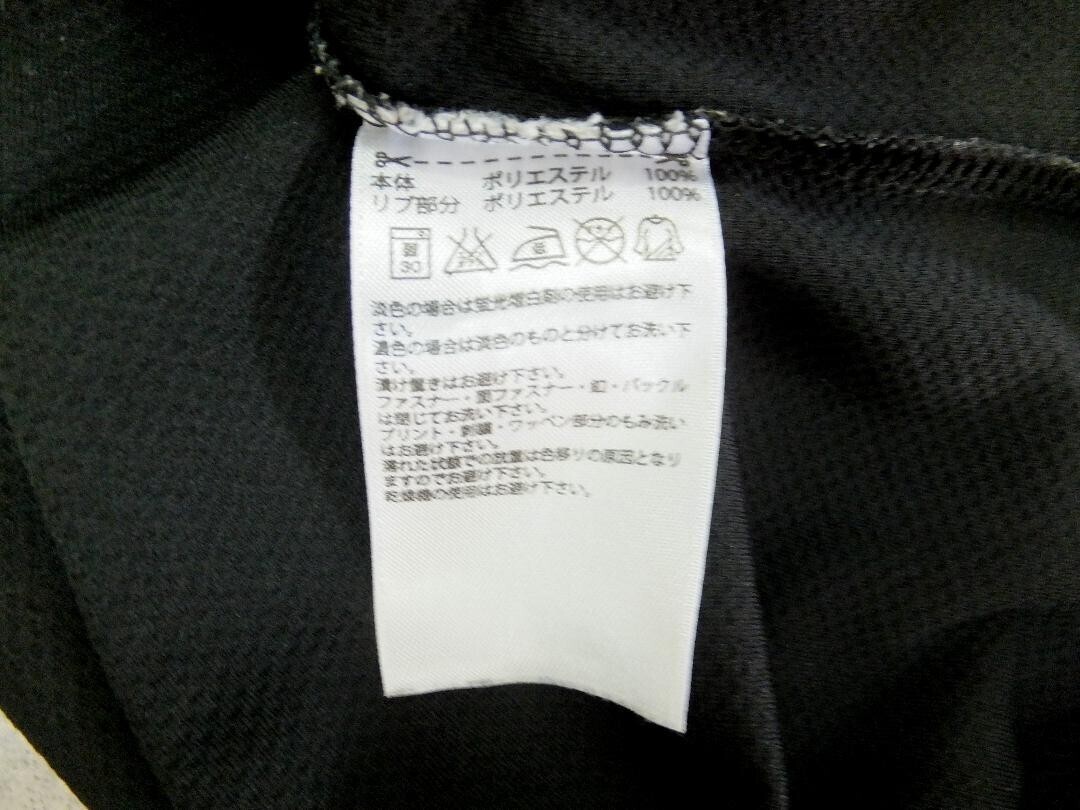 本体 ポリエステル 100%
リブ部分 ポリエステル 100%
弱 30 エンソ 低
淡色の場合は蛍光増白剤の使用はお避け下
さい。
濃色の場合は淡色のものと分けてお洗い下
さい。
漬け置きはお避け下さい。
ファスナー・面ファスナー・釦・バックル
は閉じてお洗い下さい。
プリント・刺繍・ワッペン部分のもみ洗い
はお避け下さい。
濡れた状態での放置は色移りの原因となり
ますのでお避け下さい。
乾燥機の使用はお避け下さい。